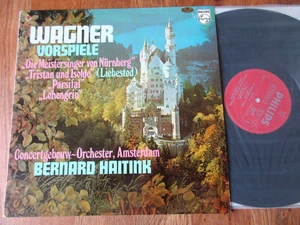 PHILIPS
WAGNER
VORSPIELE
„Die Meistersinger von Nürnberg"
„Tristan und Isolde" (Liebestod)
„Parsifal"
„Lohengrin"
Concertgebouw-Orchester, Amsterdam
BERNARD HAITINK
PHILIPS